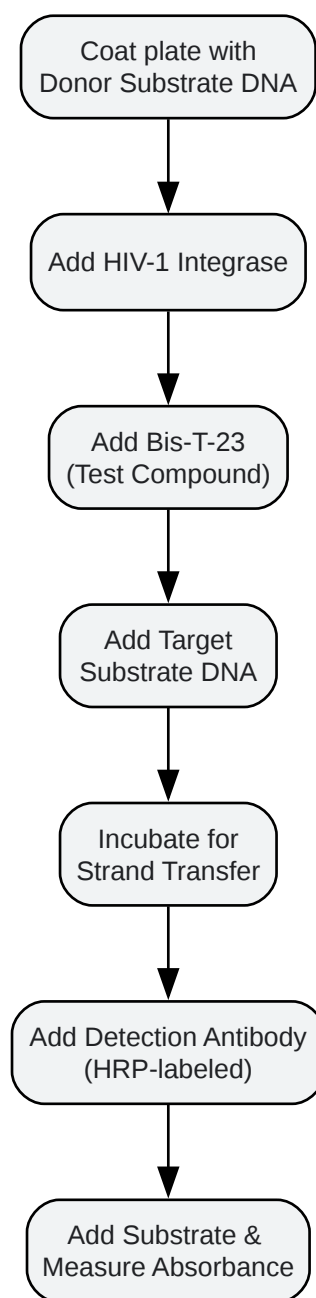 Coat plate with
Donor Substrate DNA
Add HIV-1 Integrase
Add Bis-T-23
(Test Compound)
Add Target
Substrate DNA
Incubate for
Strand Transfer
Add Detection Antibody
(HRP-labeled)
Add Substrate &
Measure Absorbance